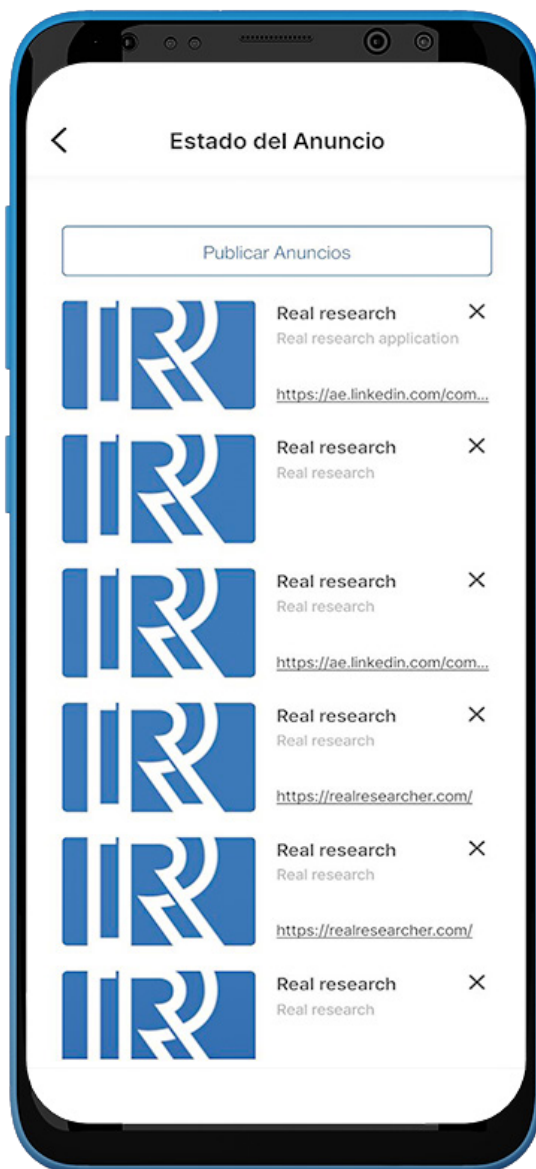 Estado del Anuncio
Publicar Anuncios
Real research
Real research application
https://ae.linkedin.com/com...
Real research
Real research
Real research
Real research
https://ae.linkedin.com/com...
Real research
Real research
https://realresearcher.com/
Real research
Real research
https://realresearcher.com/
Real research
Real research